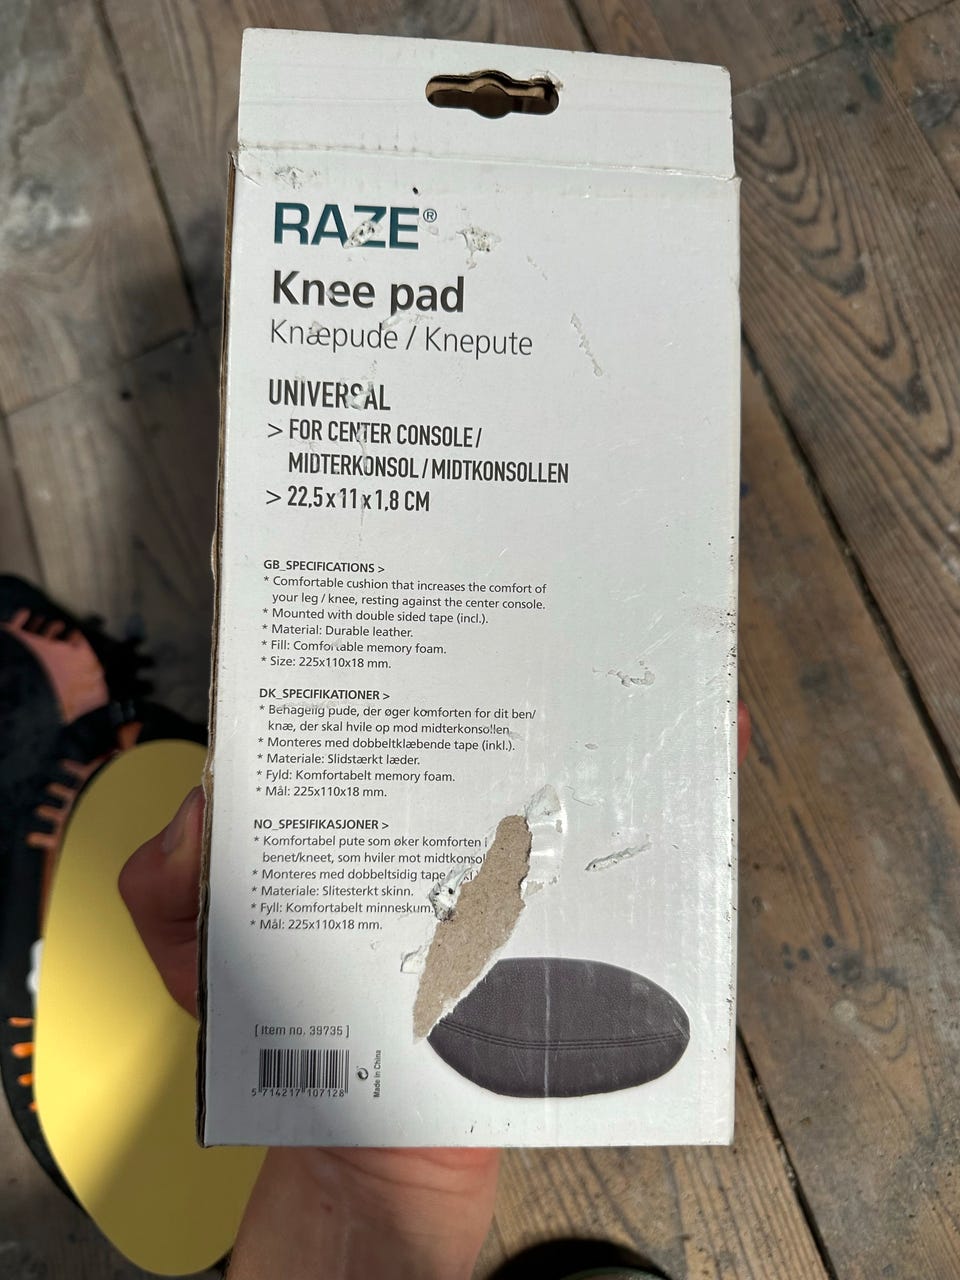 RAZE®
Knee pad
Knæpude / Knepute
UNIVERSAL
> FOR CENTER CONSOLE /
MIDTERKONSOL / MIDTKONSOLLEN
> 22,5 x 11 x 1,8 CM
GB_SPECIFICATIONS >
* Comfortable cushion that increases the comfort of
your leg / knee, resting against the center console.
* Mounted with double sided tape (incl.).
* Material: Durable leather.
* Fill: Comfortable memory foam.
* Size: 225x110x18 mm.
DK_SPECIFIKATIONER >
* Behagelig pude, der øger komforten for dit ben/
knæ, der skal hvile op mod midterkonsollen
* Monteres med dobbeltklæbende tape (inkl.).
* Materiale: Slidstærkt læder.
* Fyld: Komfortabelt memory foam.
* Mål: 225x110x18 mm.
NO_SPESIFIKASJONER >
* Komfortabel pute som øker komforten
benet/kneet, som hviler mot midtkonsol
* Monteres med dobbeltsidig tape
* Materiale: Slitesterkt skinn.
* Fyll: Komfortabelt minneskum.
* Mål: 225x110x18 mm.
[ Item no. 39735 ]
5 714217 107128
Made in China